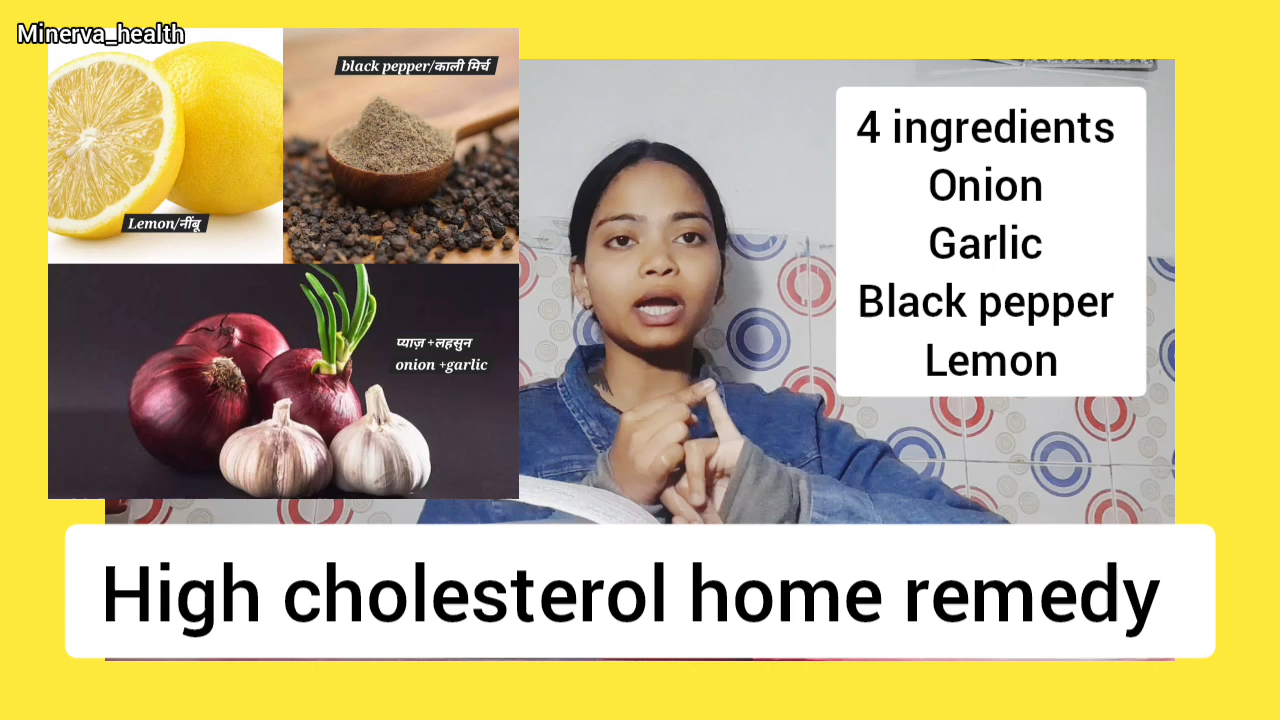 Minerva_health
black pepper/काली मिर्च
Lemon/नींबू
प्याज़ +लहसुन
onion +garlic
4 ingredients
Onion
Garlic
Black pepper
Lemon
High cholesterol home remedy